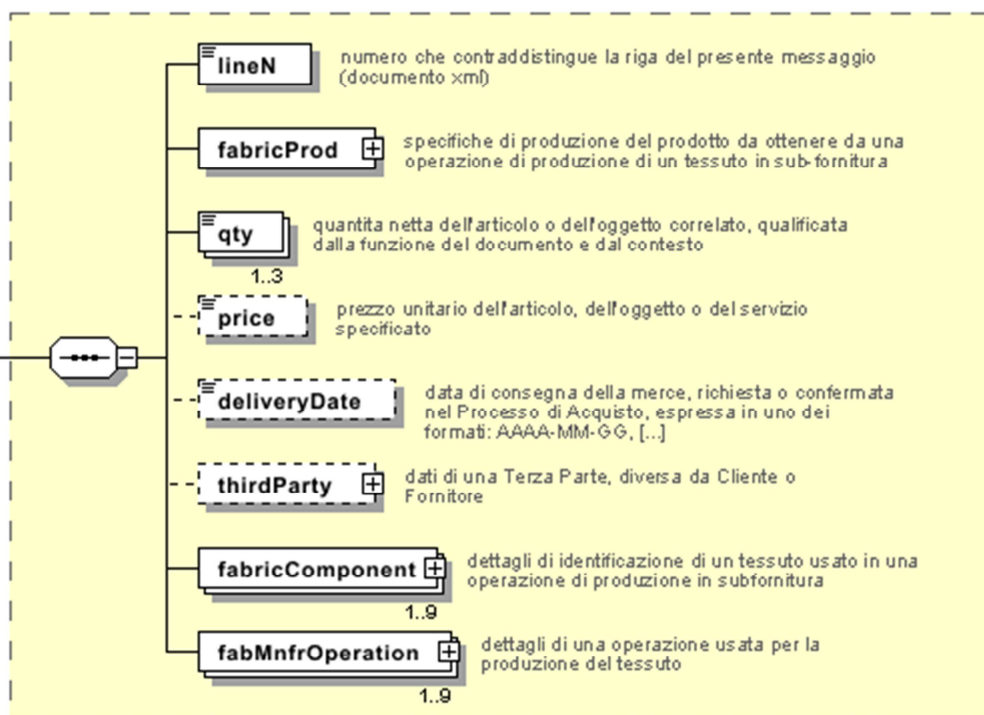 lineN
numero che contraddistingue la riga del presente messaggio
(documento xml)
fabricProd
specifiche di produzione del prodotto da ottenere da una
operazione di produzione di un tessuto in sub-fornitura
qty
quantita netta dell'articolo o dell'oggetto correlato, qualificata
dalla funzione del documento e dal contesto
1..3
price
prezzo unitario dell'articolo, dell'oggetto o del servizio
specificato
deliveryDate
data di consegna della merce, richiesta o confermata
nel Processo di Acquisto, espressa in uno dei
formati: AAAA-MM-GG, [...]
thirdParty
dati di una Terza Parte, diversa da Cliente o
Fornitore
fabricComponent
dettagli di identificazione di un tessuto usato in una
operazione di produzione in subfornitura
1..9
fabMnfrOperation
dettagli di una operazione usata per la
produzione del tessuto
1..9